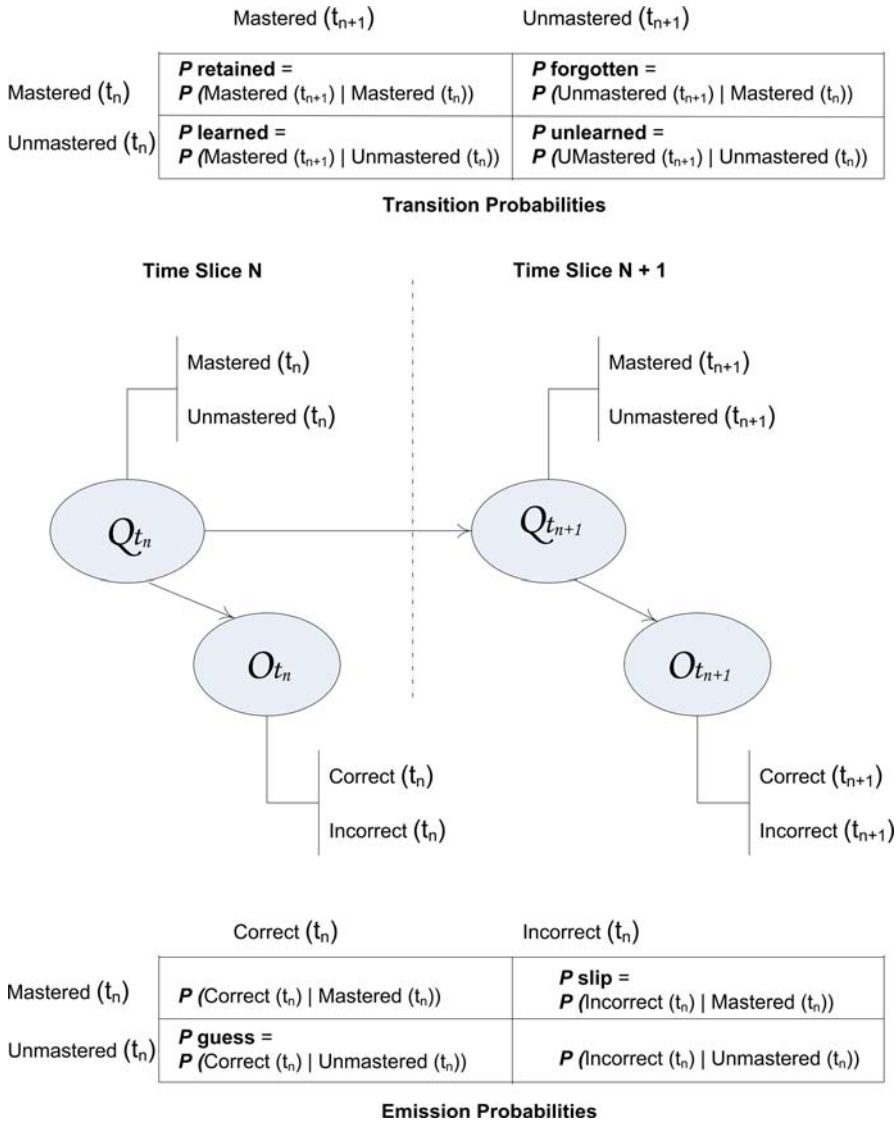 Mastered (tn+1) Unmastered (tn+1)
Mastered (tn)
P retained = P forgotten =
P (Mastered (tn+1) | Mastered (tn)) P (Unmastered (tn+1) | Mastered (tn))
Unmastered (tn)
P learned = P unlearned =
P (Mastered (tn+1) | Unmastered (tn)) P (UMastered (tn+1) | Unmastered (tn))
Transition Probabilities
Time Slice N Time Slice N + 1
Mastered (tn) Mastered (tn+1)
Unmastered (tn) Unmastered (tn+1)
Qtn Qtn+1
Otn Otn+1
Correct (tn) Correct (tn+1)
Incorrect (tn) Incorrect (tn+1)
Correct (tn) Incorrect (tn)
Mastered (tn)
P slip =
P (Correct (tn) | Mastered (tn)) P (Incorrect (tn) | Mastered (tn))
Unmastered (tn)
P guess =
P (Correct (tn) | Unmastered (tn)) P (Incorrect (tn) | Unmastered (tn))
Emission Probabilities